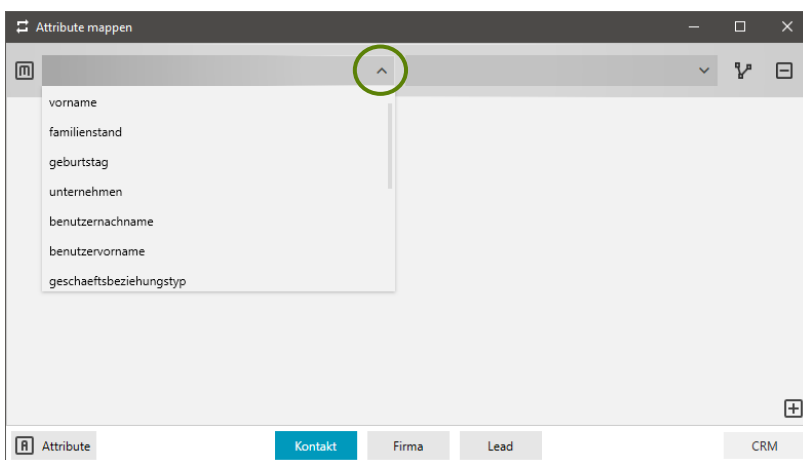 Attribute mappen
vorname
familienstand
geburtstag
unternehmen
benutzernachname
benutzervorname
geschaeftsbeziehungstyp
Attribute Kontakt Firma Lead CRM